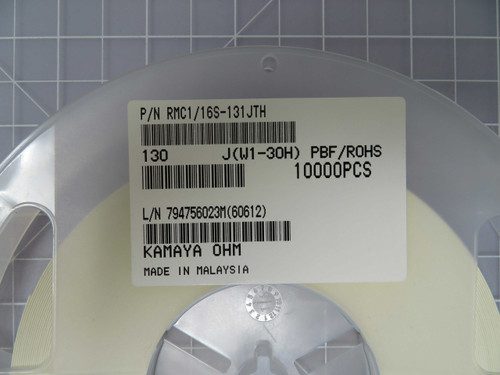 P/N RMC1/16S-131JTH
130 J(W1-30H) PBF/ROHS
10000PCS
L/N 794756023M(60612)
KAMAYA OHM
MADE IN MALAYSIA